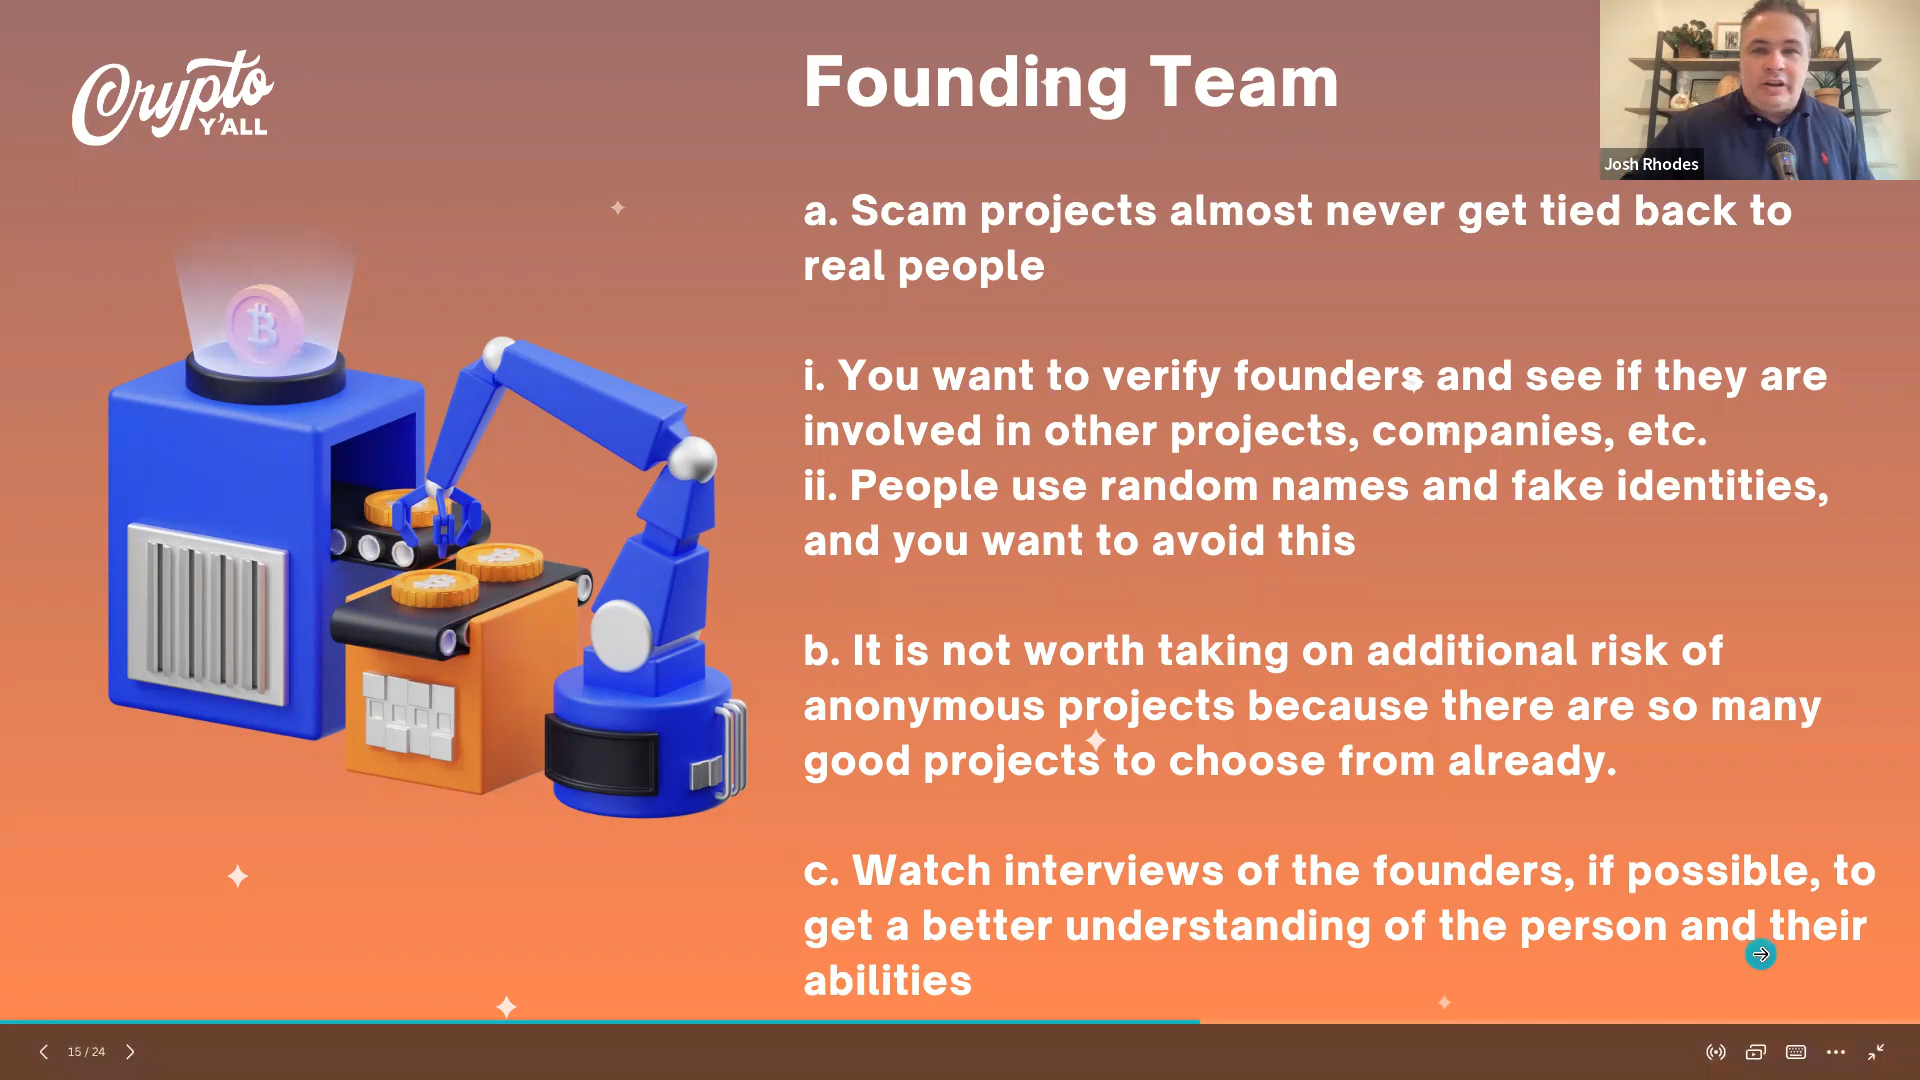 Crypto
Y'ALL
Founding Team
Josh Rhodes
a. Scam projects almost never get tied back to
real people
i. You want to verify founders and see if they are
involved in other projects, companies, etc.
ii. People use random names and fake identities,
and you want to avoid this
b. It is not worth taking on additional risk of
anonymous projects because there are so many
good projects to choose from already.
c. Watch interviews of the founders, if possible, to
get a better understanding of the person and their
abilities
15 / 24